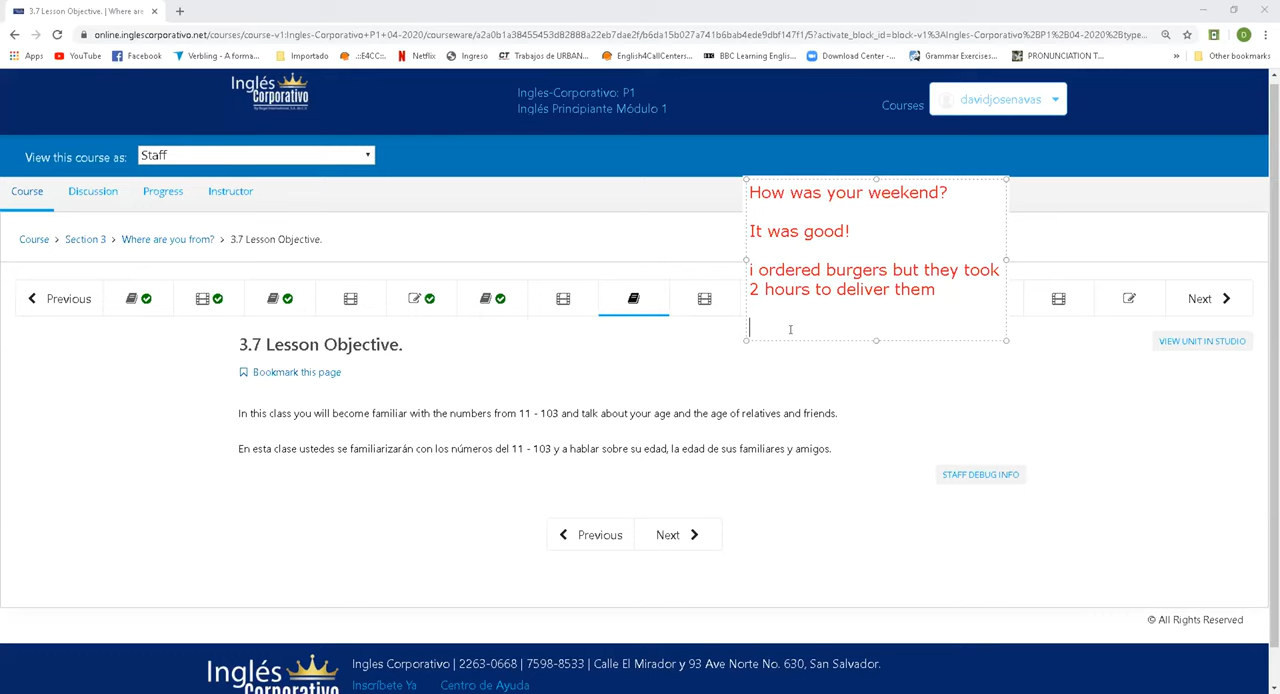 3.7 Lesson Objective. | Where are
online.inglescorporativo.net/courses/course-v1:Ingles-Corporativo+P1+04-2020/courseware/a2a0b1a38455453d82888a22eb7dae2f/b6da15b027a741b6bab4ede9dbf147f1/5?activate_block_id=block-v1%3AIngles-Corporativo%2BP1%2B04-2020%2Btype...
Apps YouTube Facebook Verbling - A forma... Importado .:E4CC:. Netflix Ingreso Trabajos de URBAN... English4CallCenters... BBC Learning Englis... Download Center -... Grammar Exercises... PRONUNCIATION T... » Other bookmarks
Inglés
Corporativo
Ingles-Corporativo: P1
Inglés Principiante Módulo 1
Courses
davidjosenavas
View this course as:
Staff
Course
Discussion
Progress
Instructor
How was your weekend?
It was good!
i ordered burgers but they took
2 hours to deliver them
Course > Section 3 > Where are you from? > 3.7 Lesson Objective.
Previous
Next
3.7 Lesson Objective.
VIEW UNIT IN STUDIO
Bookmark this page
In this class you will become familiar with the numbers from 11 - 103 and talk about your age and the age of relatives and friends.
En esta clase ustedes se familiarizarán con los números del 11 - 103 y a hablar sobre su edad, la edad de sus familiares y amigos.
STAFF DEBUG INFO
Previous
Next
© All Rights Reserved
Inglés
Corporativo
Ingles Corporativo | 2263-0668 | 7598-8533 | Calle El Mirador y 93 Ave Norte No. 630, San Salvador.
Inscríbete Ya
Centro de Ayuda